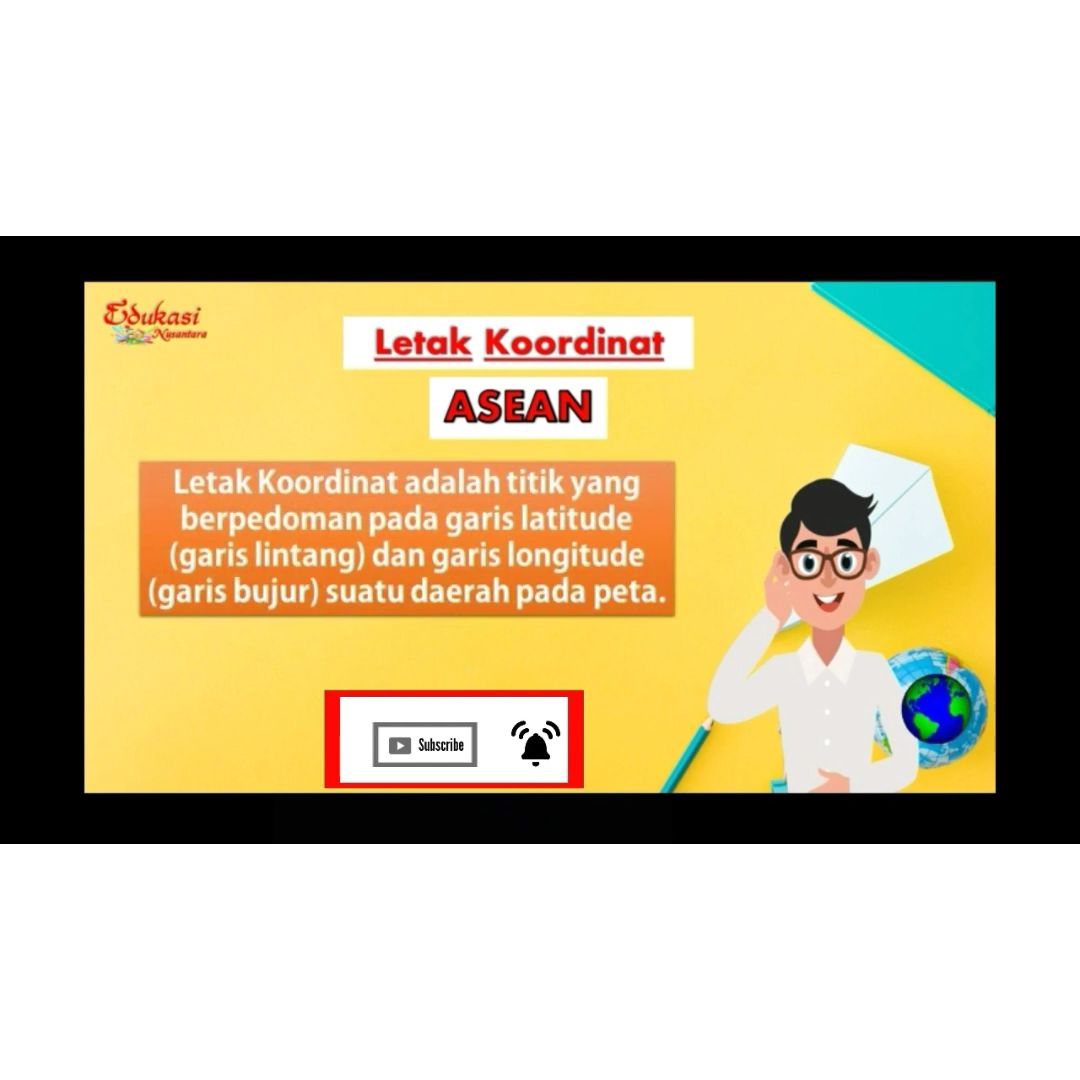 Edukasi
Nusantara
Letak Koordinat
ASEAN
Letak Koordinat adalah titik yang
berpedoman pada garis latitude
(garis lintang) dan garis longitude
(garis bujur) suatu daerah pada peta.
Subscribe